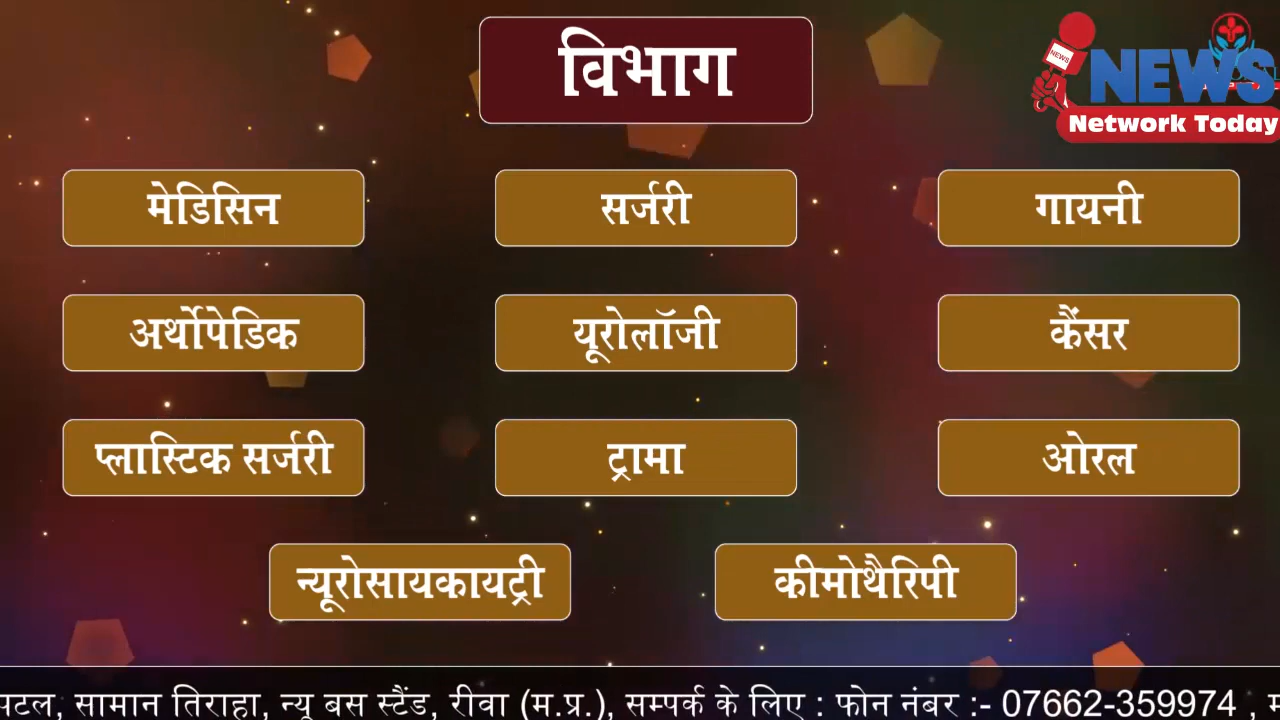 विभाग
NEWS
NEWS
Network Today
मेडिसिन
सर्जरी
गायनी
अर्थोपेडिक
यूरोलॉजी
कैंसर
प्लास्टिक सर्जरी
ट्रामा
ओरल
न्यूरोसायकायट्री
कीमोथैरिपी
सामान तिराहा, न्यू बस स्टैंड, रीवा (म.प्र.), सम्पर्क के लिए : फोन नंबर :- 07662-359974 ,